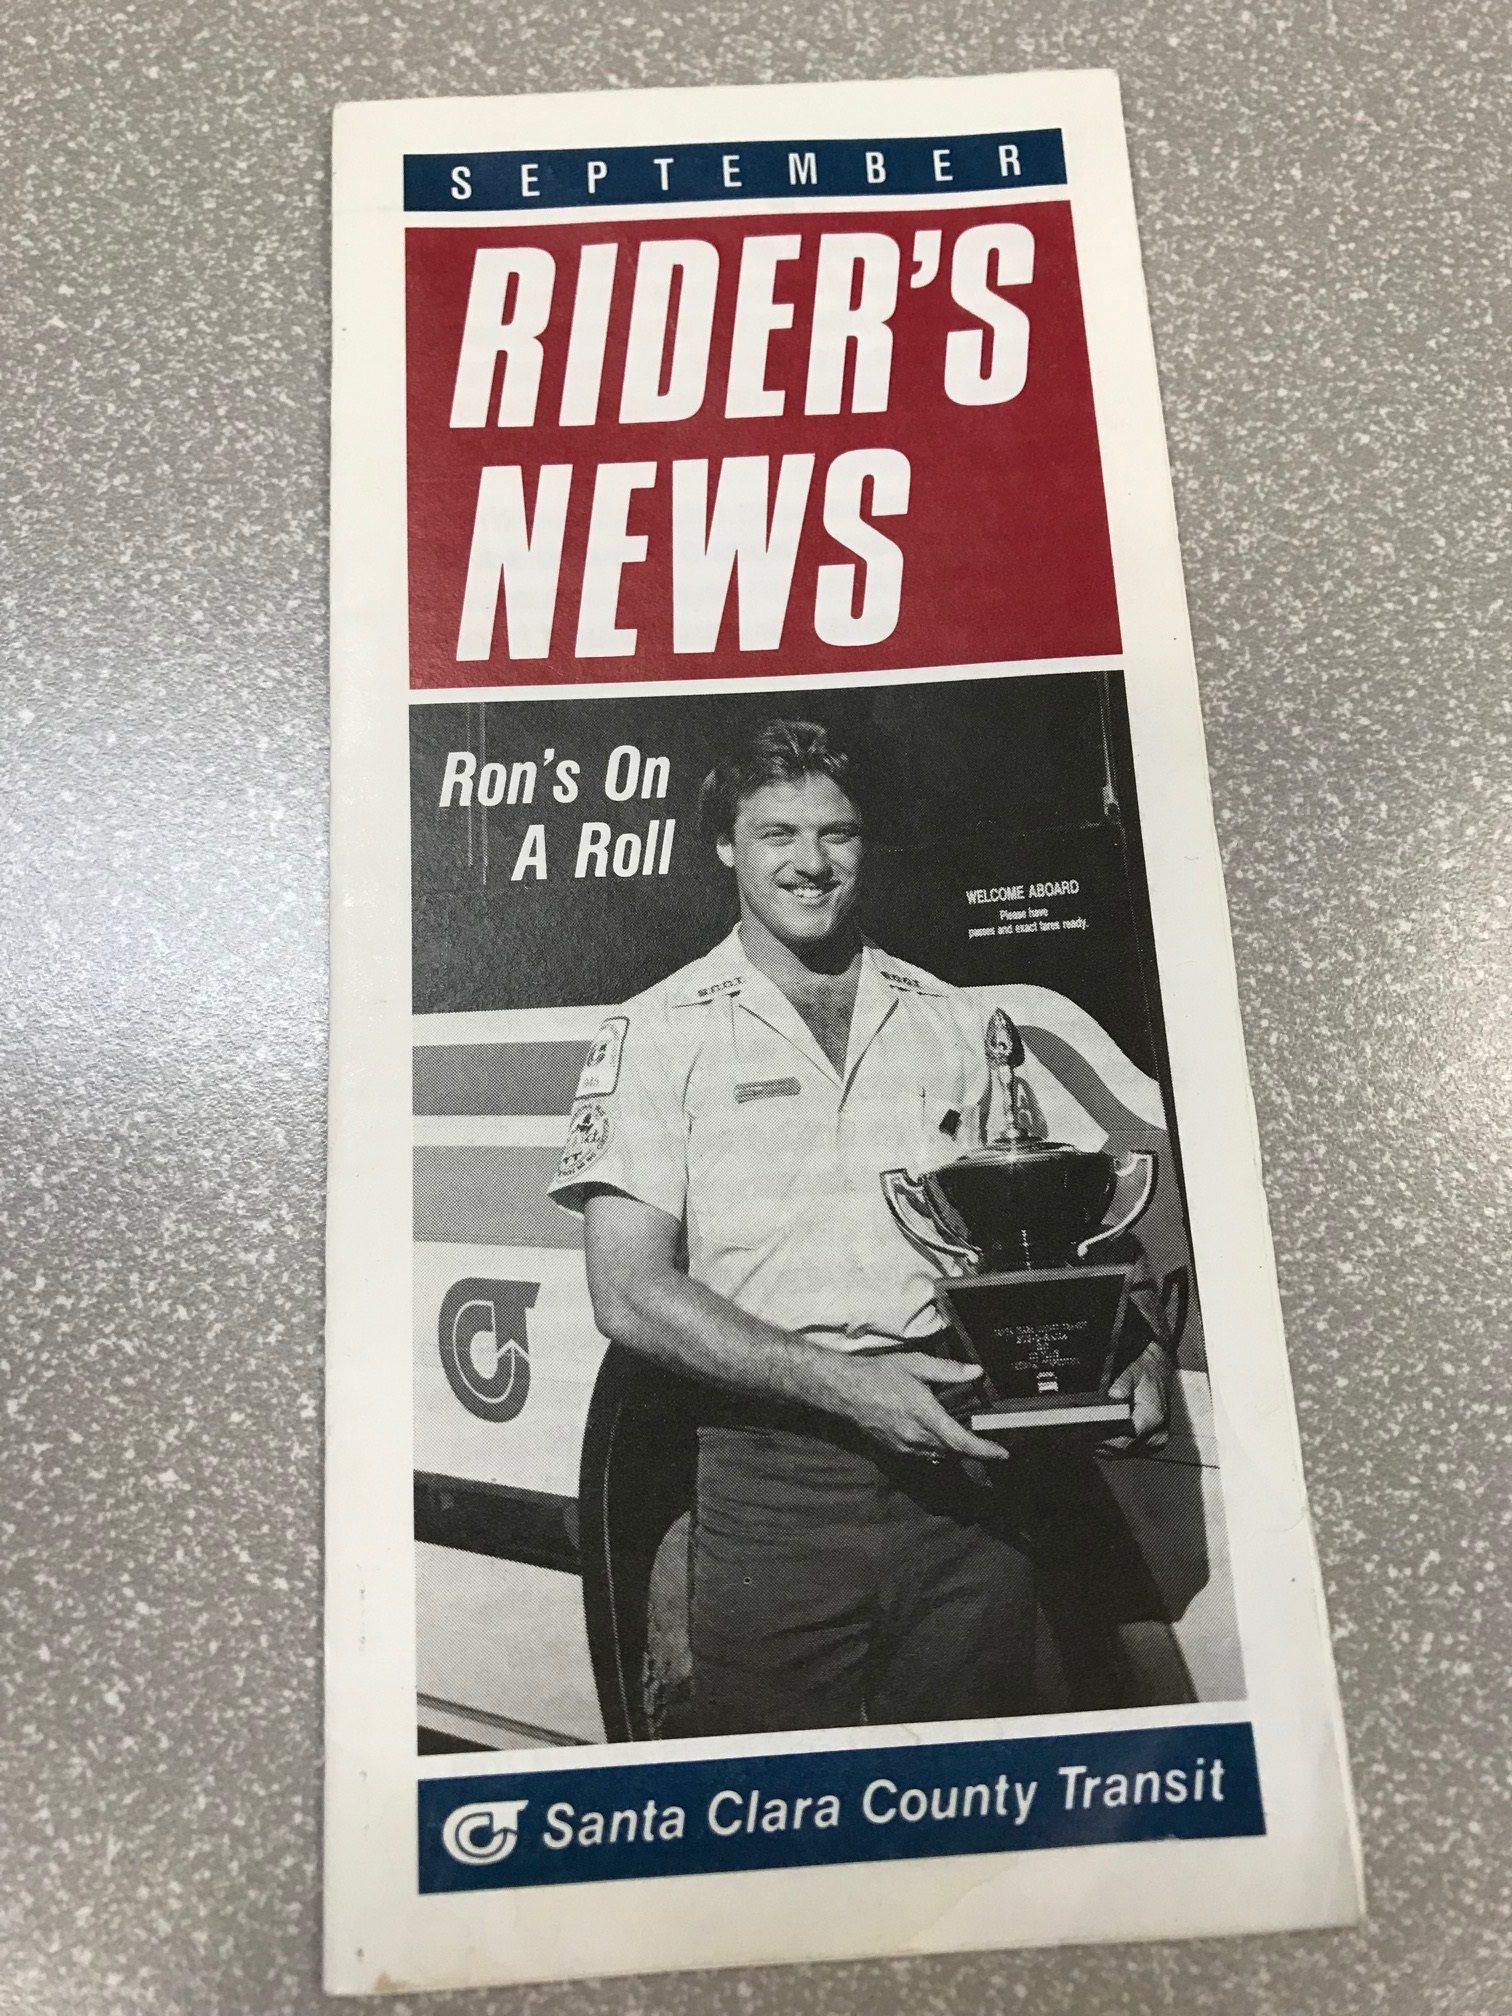 SEPTEMBER
RIDER'S
NEWS
Ron's On
A Roll
WELCOME ABOARD
Please have
passes and exact fares ready.
S.C.C.T.
S.C.C.T.
Santa Clara County Transit